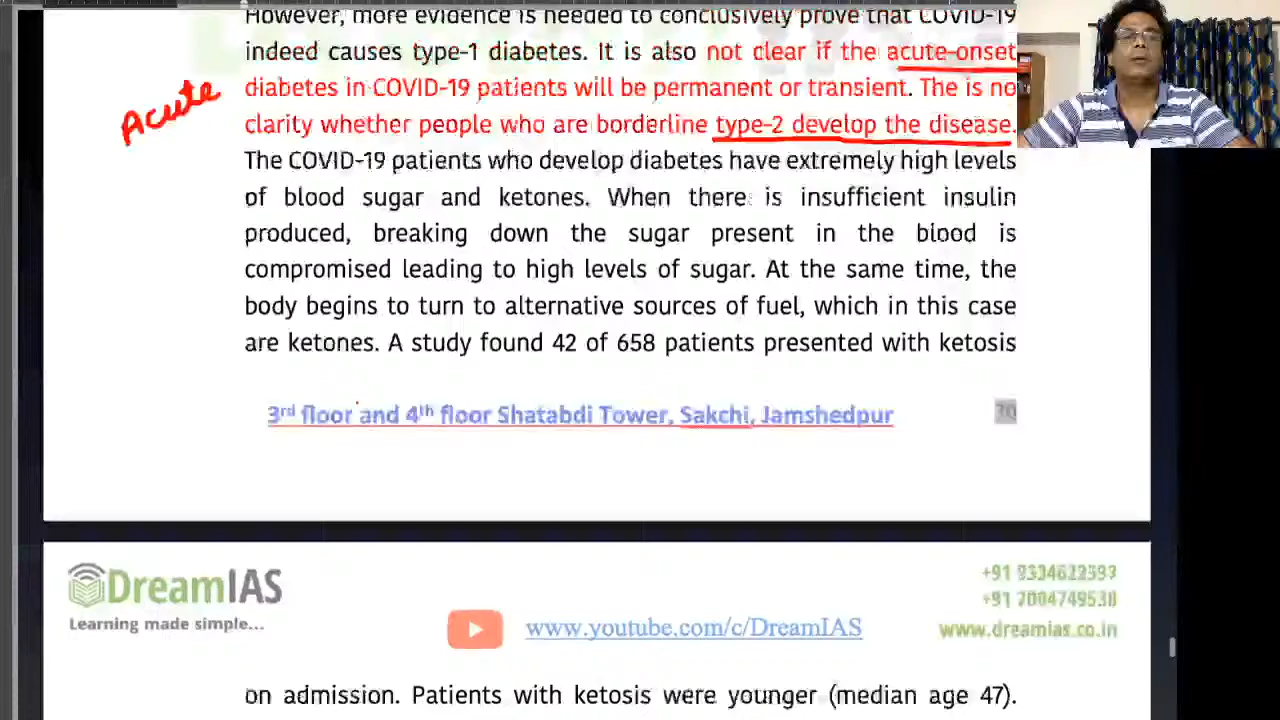 However, more evidence is needed to conclusively prove that COVID-19
indeed causes type-1 diabetes. It is also not clear if the acute-onset
Acute
diabetes in COVID-19 patients will be permanent or transient. The is no
clarity whether people who are borderline type-2 develop the disease.
The COVID-19 patients who develop diabetes have extremely high levels
of blood sugar and ketones. When there is insufficient insulin
produced, breaking down the sugar present in the blood is
compromised leading to high levels of sugar. At the same time, the
body begins to turn to alternative sources of fuel, which in this case
are ketones. A study found 42 of 658 patients presented with ketosis
3rd floor and 4th floor Shatabdi Tower, Sakchi, Jamshedpur
DreamIAS
Learning made simple...
www.youtube.com/c/DreamIAS
www.dreamias.co.in
on admission. Patients with ketosis were younger (median age 47).